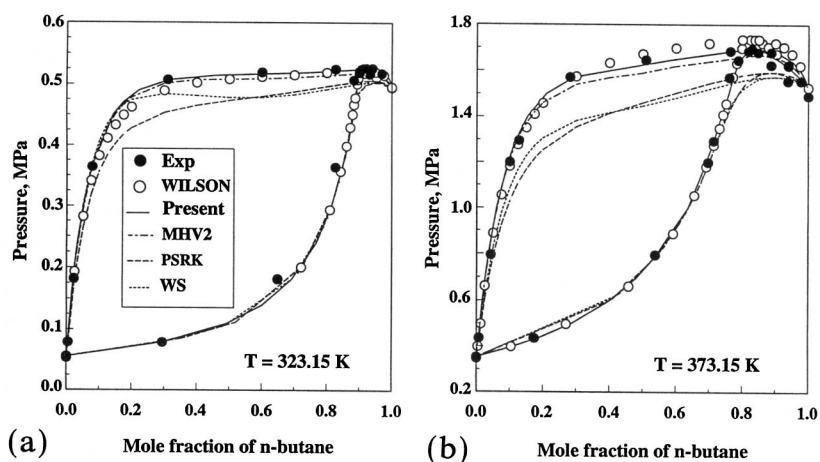 0.6
0.5
0.4
0.3
0.2
0.1
0.0
Pressure, MPa
Exp
WILSON
Present
MHV2
PSRK
WS
T = 323.15 K
0.0 0.2 0.4 0.6 0.8 1.0
(a) Mole fraction of n-butane
1.8
1.4
1.0
0.6
0.2
Pressure, MPa
T = 373.15 K
0.0 0.2 0.4 0.6 0.8 1.0
(b) Mole fraction of n-butane